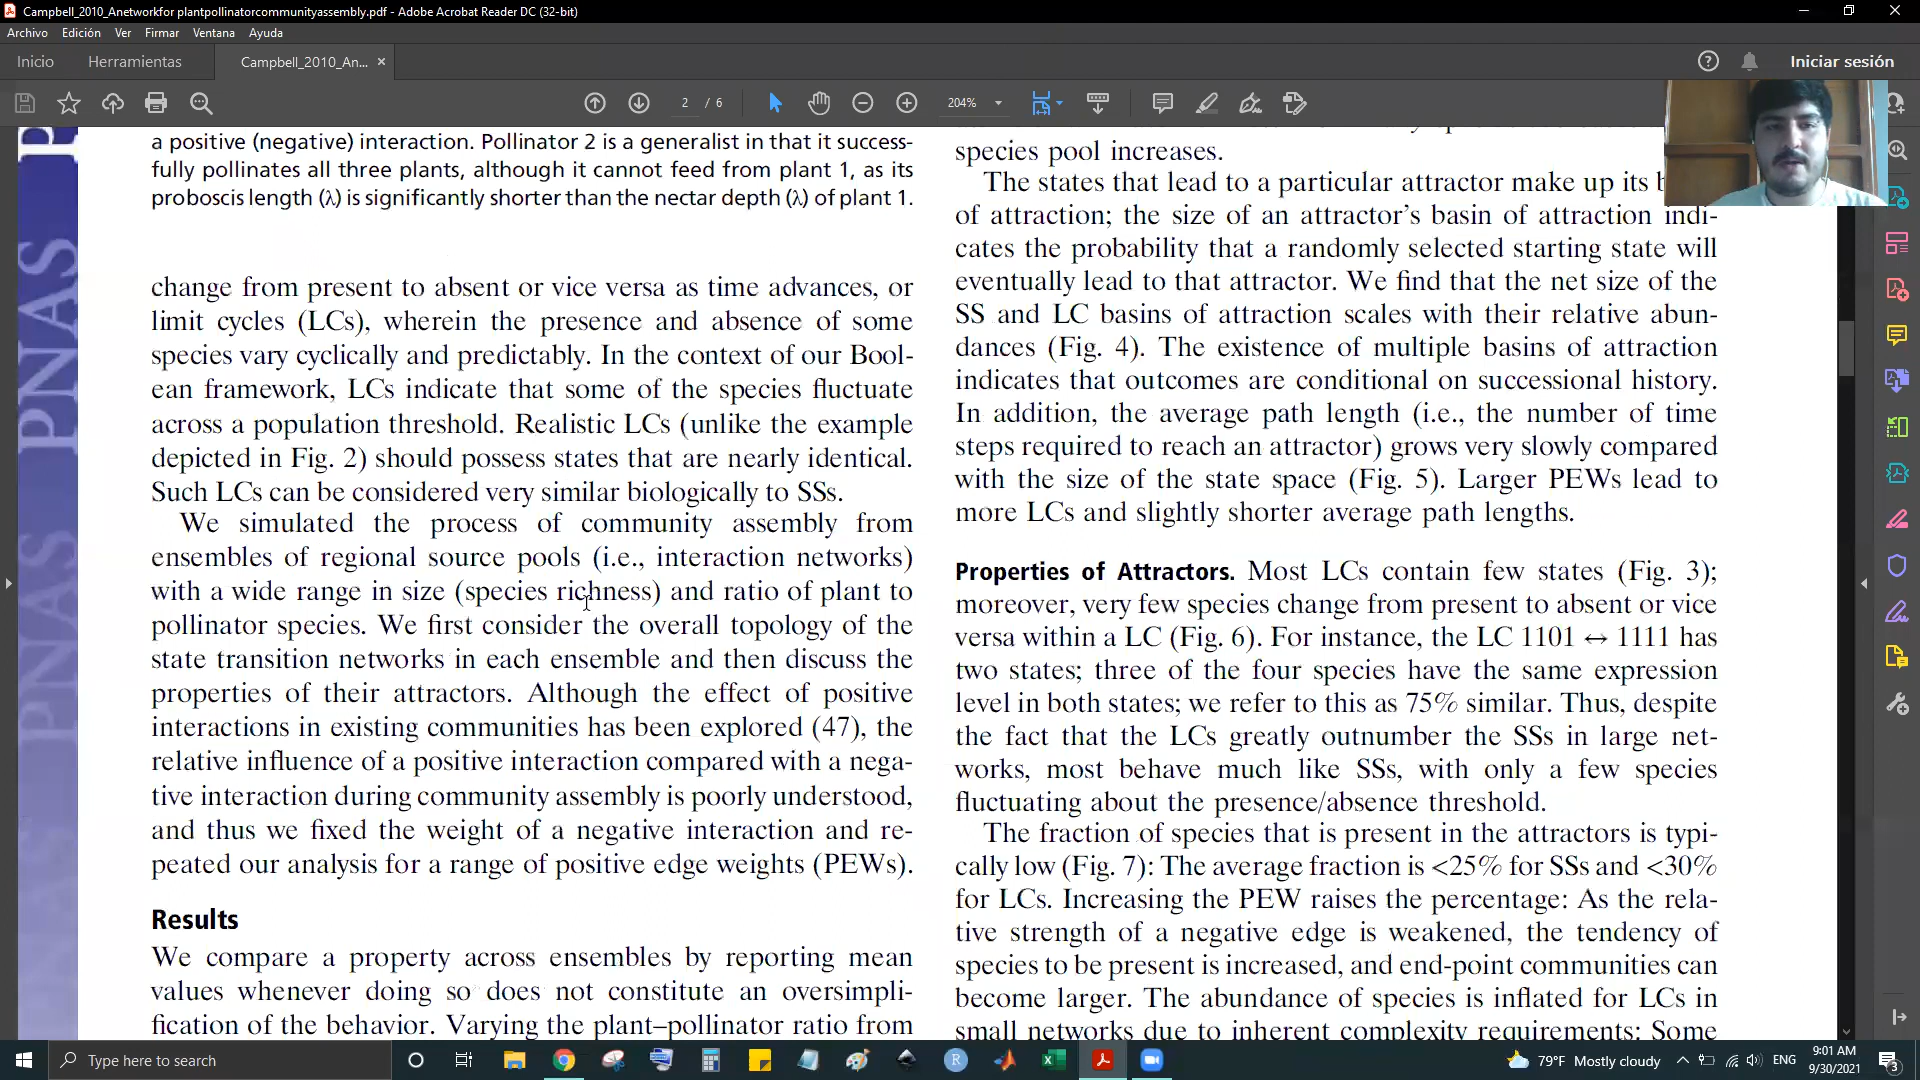 Campbell_2010_Anetworkfor plantpollinatorcommunityassembly.pdf - Adobe Acrobat Reader DC (32-bit)
Archivo Edición Ver Firmar Ventana Ayuda
Inicio Herramientas Campbell_2010_An... × Iniciar sesión
2 / 6 204%
PNAS
PNAS
a positive (negative) interaction. Pollinator 2 is a generalist in that it success-
fully pollinates all three plants, although it cannot feed from plant 1, as its
proboscis length (λ) is significantly shorter than the nectar depth (λ) of plant 1.
change from present to absent or vice versa as time advances, or
limit cycles (LCs), wherein the presence and absence of some
species vary cyclically and predictably. In the context of our Bool-
ean framework, LCs indicate that some of the species fluctuate
across a population threshold. Realistic LCs (unlike the example
depicted in Fig. 2) should possess states that are nearly identical.
Such LCs can be considered very similar biologically to SSs.
We simulated the process of community assembly from
ensembles of regional source pools (i.e., interaction networks)
with a wide range in size (species richness) and ratio of plant to
pollinator species. We first consider the overall topology of the
state transition networks in each ensemble and then discuss the
properties of their attractors. Although the effect of positive
interactions in existing communities has been explored (47), the
relative influence of a positive interaction compared with a nega-
tive interaction during community assembly is poorly understood,
and thus we fixed the weight of a negative interaction and re-
peated our analysis for a range of positive edge weights (PEWs).
Results
We compare a property across ensembles by reporting mean
values whenever doing so does not constitute an oversimpli-
fication of the behavior. Varying the plant–pollinator ratio from
species pool increases.
The states that lead to a particular attractor make up its
of attraction; the size of an attractor's basin of attraction indi-
cates the probability that a randomly selected starting state will
eventually lead to that attractor. We find that the net size of the
SS and LC basins of attraction scales with their relative abun-
dances (Fig. 4). The existence of multiple basins of attraction
indicates that outcomes are conditional on successional history.
In addition, the average path length (i.e., the number of time
steps required to reach an attractor) grows very slowly compared
with the size of the state space (Fig. 5). Larger PEWs lead to
more LCs and slightly shorter average path lengths.
Properties of Attractors. Most LCs contain few states (Fig. 3);
moreover, very few species change from present to absent or vice
versa within a LC (Fig. 6). For instance, the LC 1101 ↔ 1111 has
two states; three of the four species have the same expression
level in both states; we refer to this as 75% similar. Thus, despite
the fact that the LCs greatly outnumber the SSs in large net-
works, most behave much like SSs, with only a few species
fluctuating about the presence/absence threshold.
The fraction of species that is present in the attractors is typi-
cally low (Fig. 7): The average fraction is <25% for SSs and <30%
for LCs. Increasing the PEW raises the percentage: As the rela-
tive strength of a negative edge is weakened, the tendency of
species to be present is increased, and end-point communities can
become larger. The abundance of species is inflated for LCs in
small networks due to inherent complexity requirements: Some
Type here to search 79°F Mostly cloudy ENG 9:01 AM
9/30/2021 3